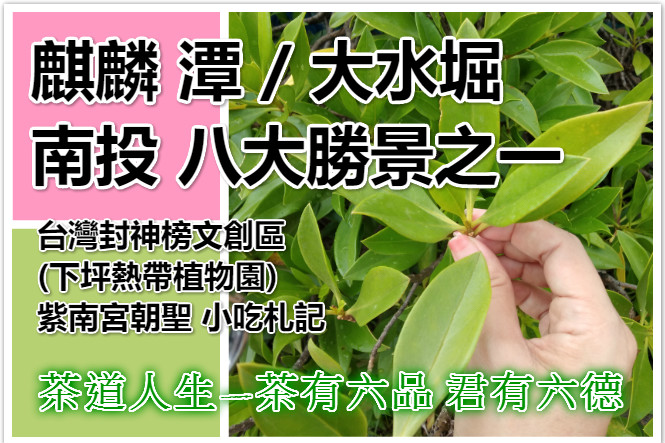 麒麟 潭 / 大水堀
南投 八大勝景之一
台灣封神榜文創區
(下坪熱帶植物園)
紫南宮朝聖 小吃札記
茶道人生—茶有六品 君有六德